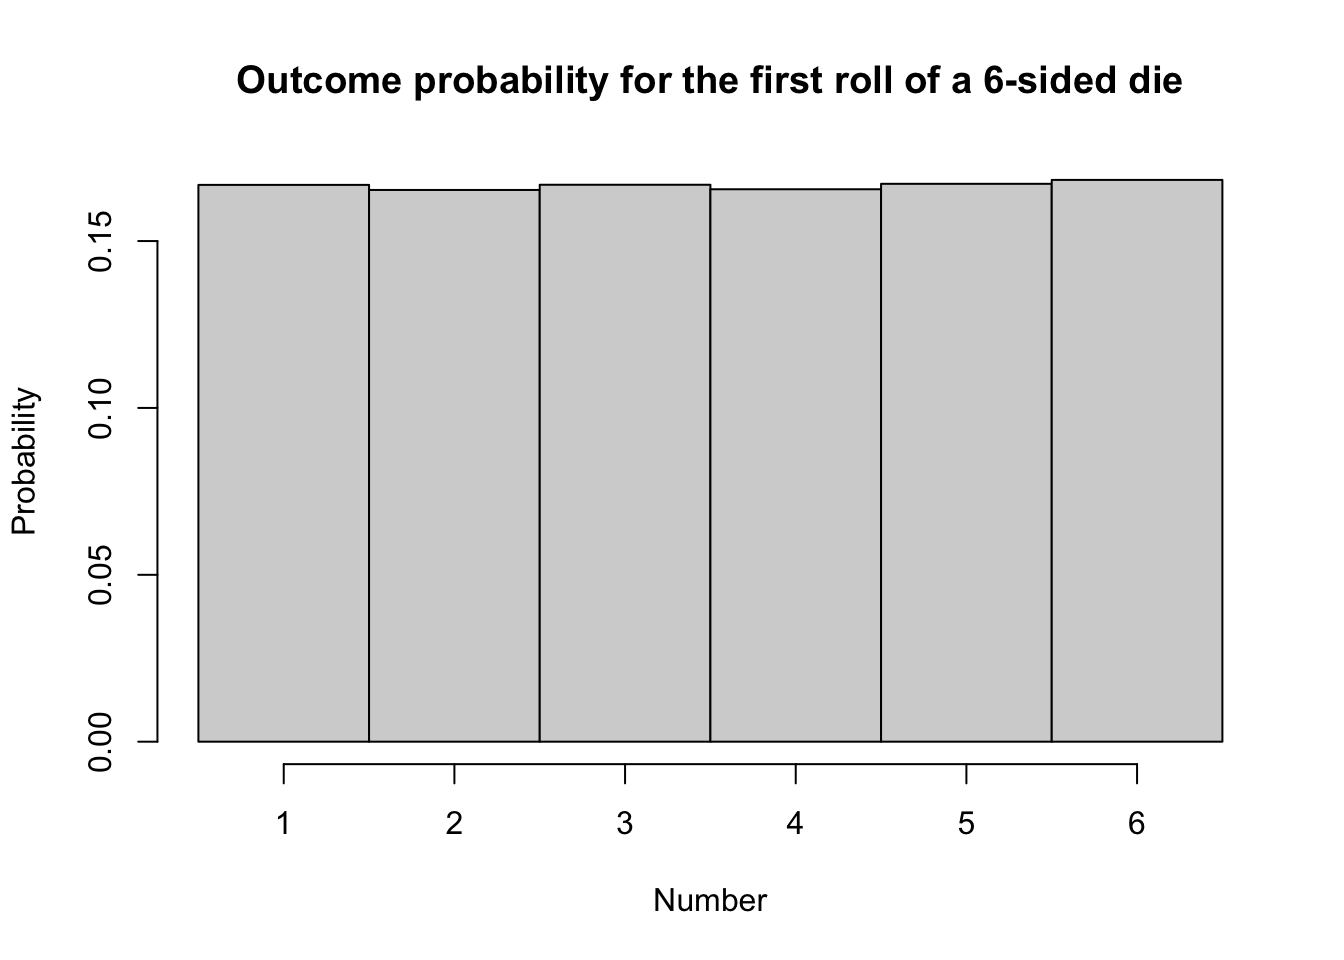 Outcome probability for the first roll of a 6-sided die
0.15
0.10
0.05
0.00
Probability
1 2 3 4 5 6
Number